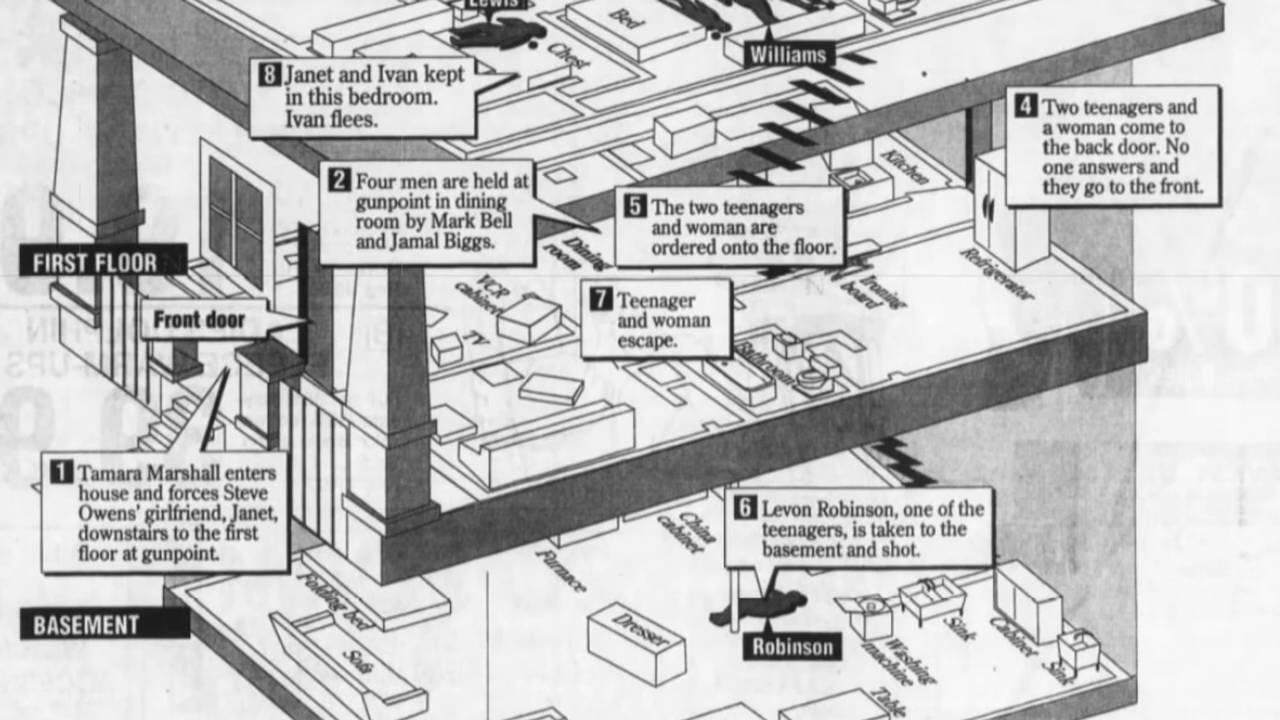 Lewis
Bed
Chest
Williams
8 Janet and Ivan kept
in this bedroom.
Ivan flees.
4 Two teenagers and
a woman come to
the back door. No
one answers and
they go to the front.
Kitchen
2 Four men are held at
gunpoint in dining
room by Mark Bell
and Jamal Biggs.
5 The two teenagers
and woman are
ordered onto the floor.
FIRST FLOOR
Dining
room
Refrigerator
Ironing
board
VCR
cabinet
TV
7 Teenager
and woman
escape.
Front door
Bathroom
1 Tamara Marshall enters
house and forces Steve
Owens' girlfriend, Janet,
downstairs to the first
floor at gunpoint.
6 Levon Robinson, one of the
teenagers, is taken to the
basement and shot.
China
cabinet
Furnace
Folding bed
BASEMENT
Dresser
Sofa
Robinson
Washing
machine
Sink
Cabinet
Sink
Table